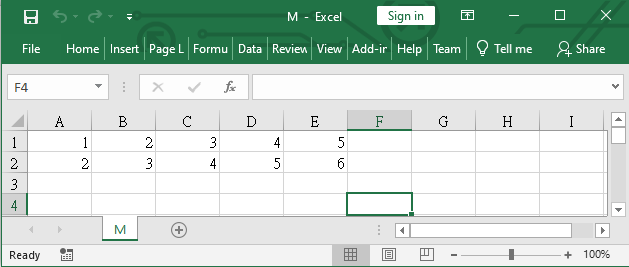 M - Excel Sign in
File Home Insert Page L Formu Data Review View Add-in Help Team Tell me Share
F4 fx
A B C D E F G H I
1 1 2 3 4 5
2 2 3 4 5 6
3
4
M
Ready 100%